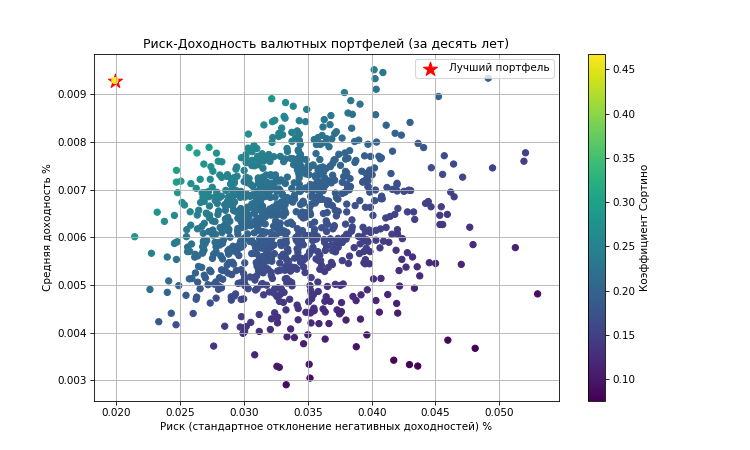 Риск-Доходность валютных портфелей (за десять лет)
Лучший портфель
Средняя доходность %
0.009
0.008
0.007
0.006
0.005
0.004
0.003
0.020 0.025 0.030 0.035 0.040 0.045 0.050
Риск (стандартное отклонение негативных доходностей) %
0.45
0.40
0.35
0.30
0.25
0.20
0.15
0.10
Коэффициент Сортино